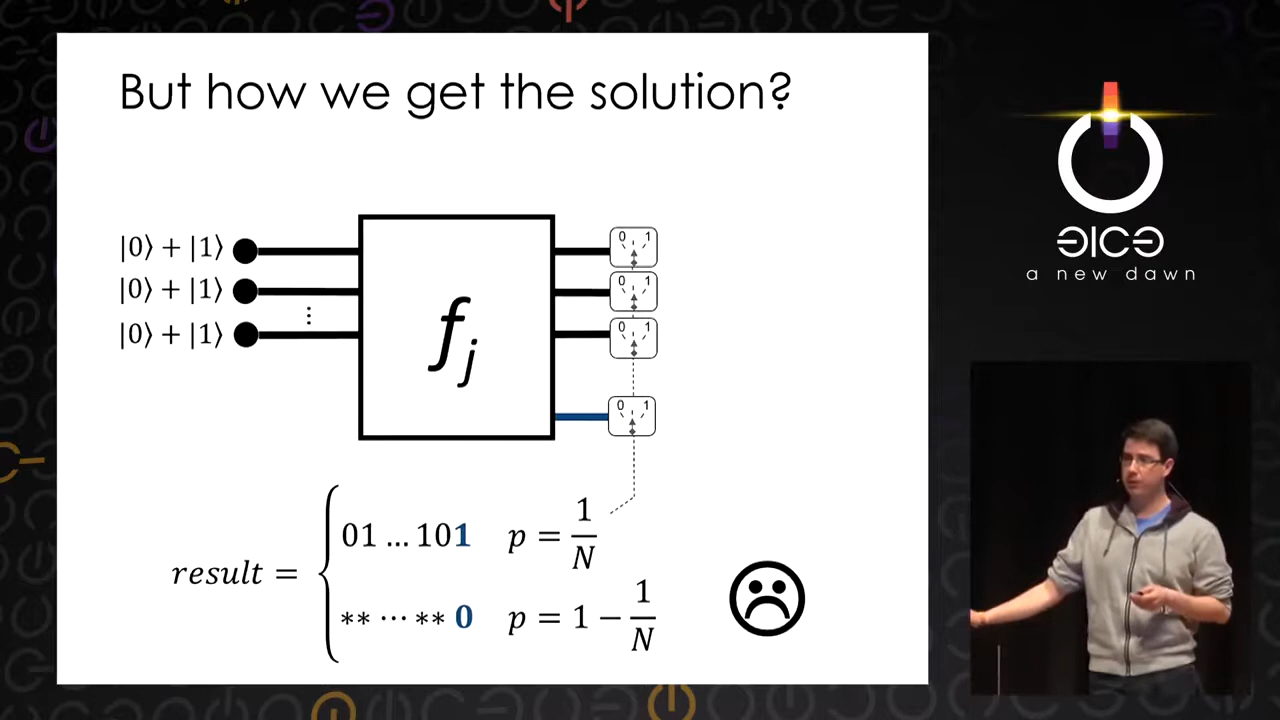 But how we get the solution?
|0⟩ + |1⟩
|0⟩ + |1⟩
⋮
|0⟩ + |1⟩
f_j
0 1
0 1
0 1
0 1
result = {
01 … 101 p = 1/N
** ⋯ ** 0 p = 1 − 1/N
ɘıcɘ
a new dawn